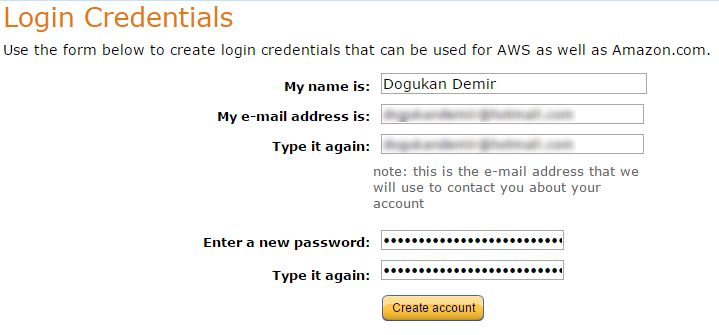 Login Credentials
Use the form below to create login credentials that can be used for AWS as well as Amazon.com.
My name is: Dogukan Demir
My e-mail address is:
Type it again:
note: this is the e-mail address that we
will use to contact you about your
account
Enter a new password:
Type it again:
Create account